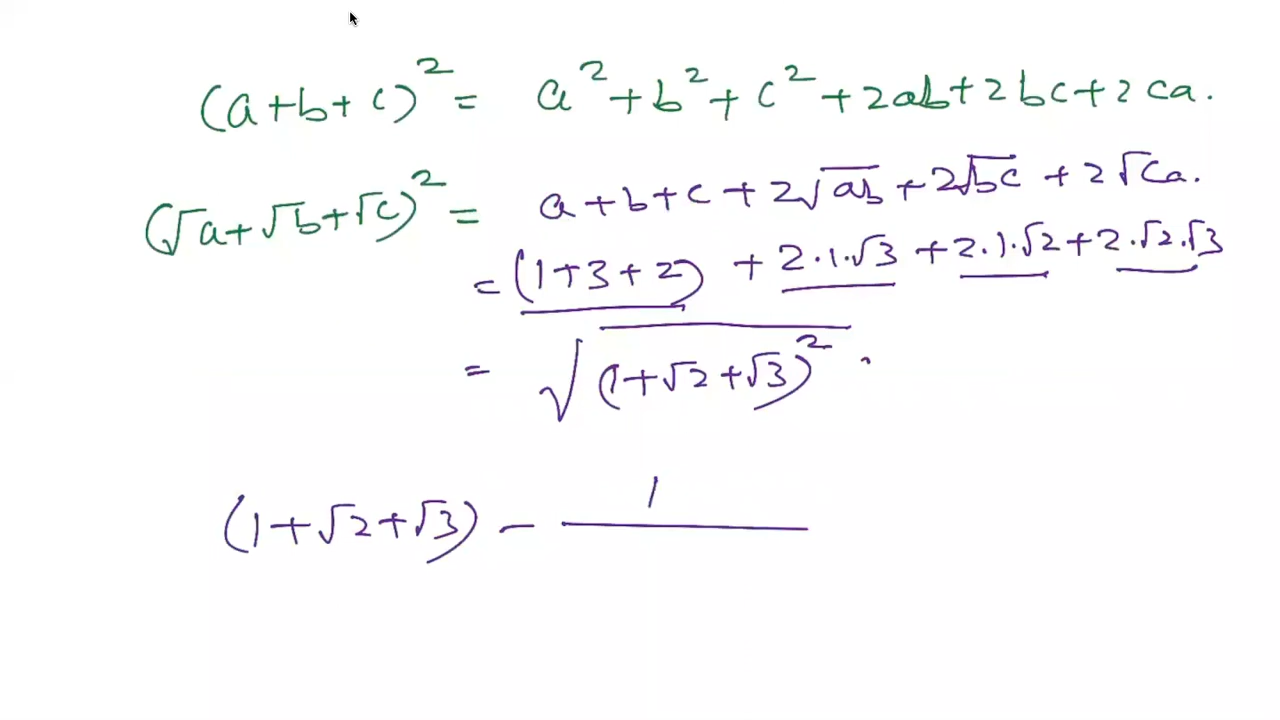 (a+b+c)² = a² + b² + c² + 2ab + 2bc + 2ca.
(√a+√b+√c)² = a+b+c + 2√ab + 2√bc + 2√ca.
= (1+3+2) + 2·1·√3 + 2·1·√2 + 2·√2·√3
= √(1+√2+√3)² .
(1+√2+√3) − 1/